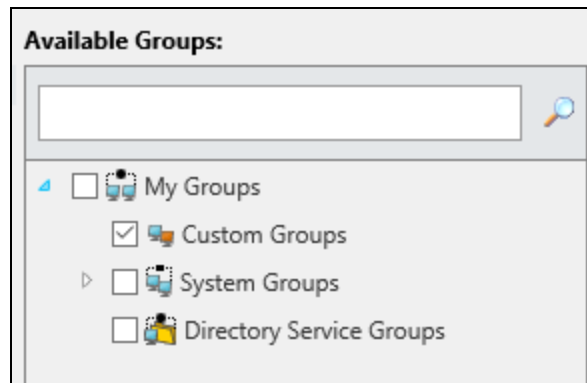 Available Groups:
My Groups
Custom Groups
System Groups
Directory Service Groups